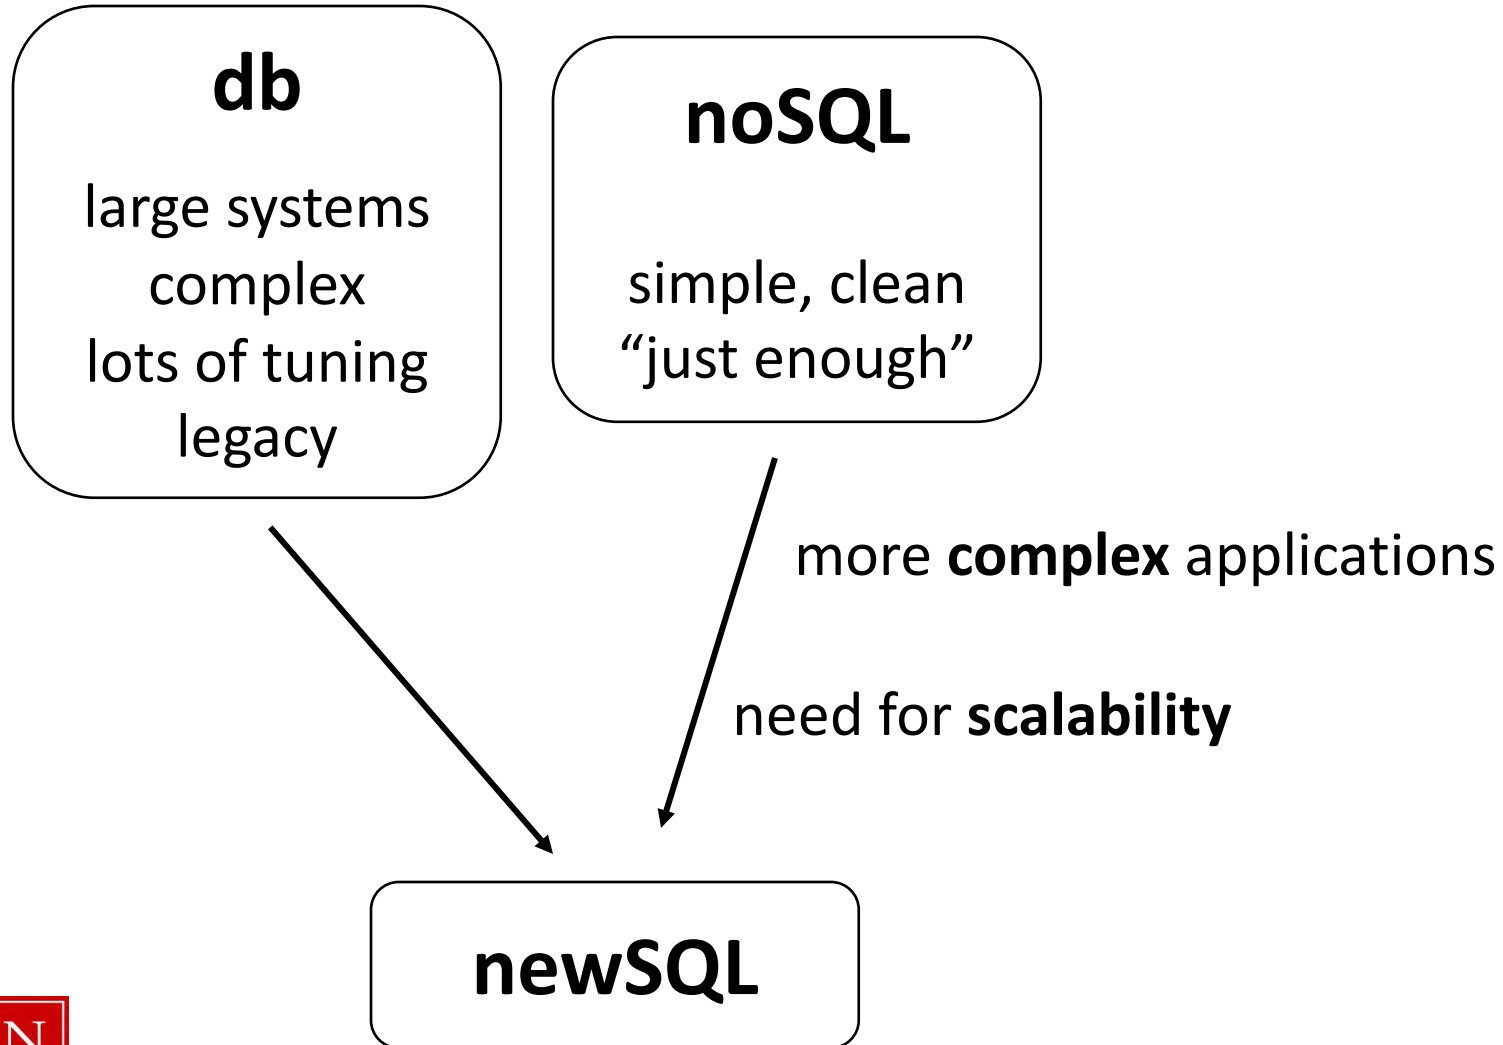 db
large systems
complex
lots of tuning
legacy
noSQL
simple, clean
“just enough”
more complex applications
need for scalability
newSQL
N